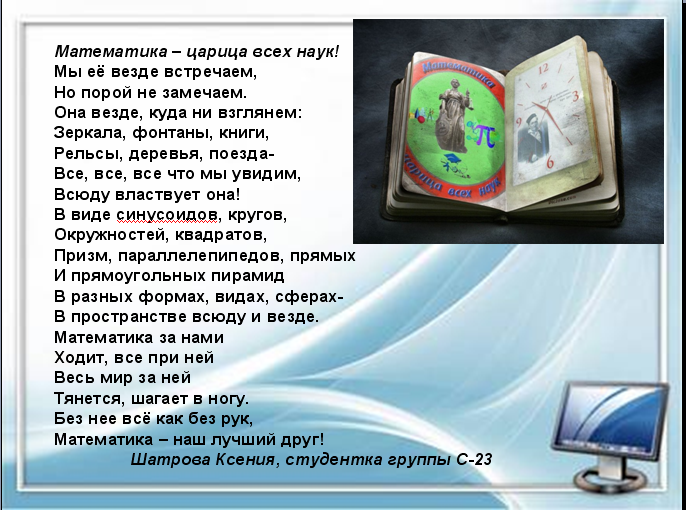 Математика – царица всех наук!
Мы её везде встречаем,
Но порой не замечаем.
Она везде, куда ни взглянем:
Зеркала, фонтаны, книги,
Рельсы, деревья, поезда-
Все, все, все что мы увидим,
Всюду властвует она!
В виде синусоидов, кругов,
Окружностей, квадратов,
Призм, параллелепипедов, прямых
И прямоугольных пирамид
В разных формах, видах, сферах-
В пространстве всюду и везде.
Математика за нами
Ходит, все при ней
Весь мир за ней
Тянется, шагает в ногу.
Без нее всё как без рук,
Математика – наш лучший друг!
Шатрова Ксения, студентка группы С-23
Математика
π
царица всех наук
12
3
6
9